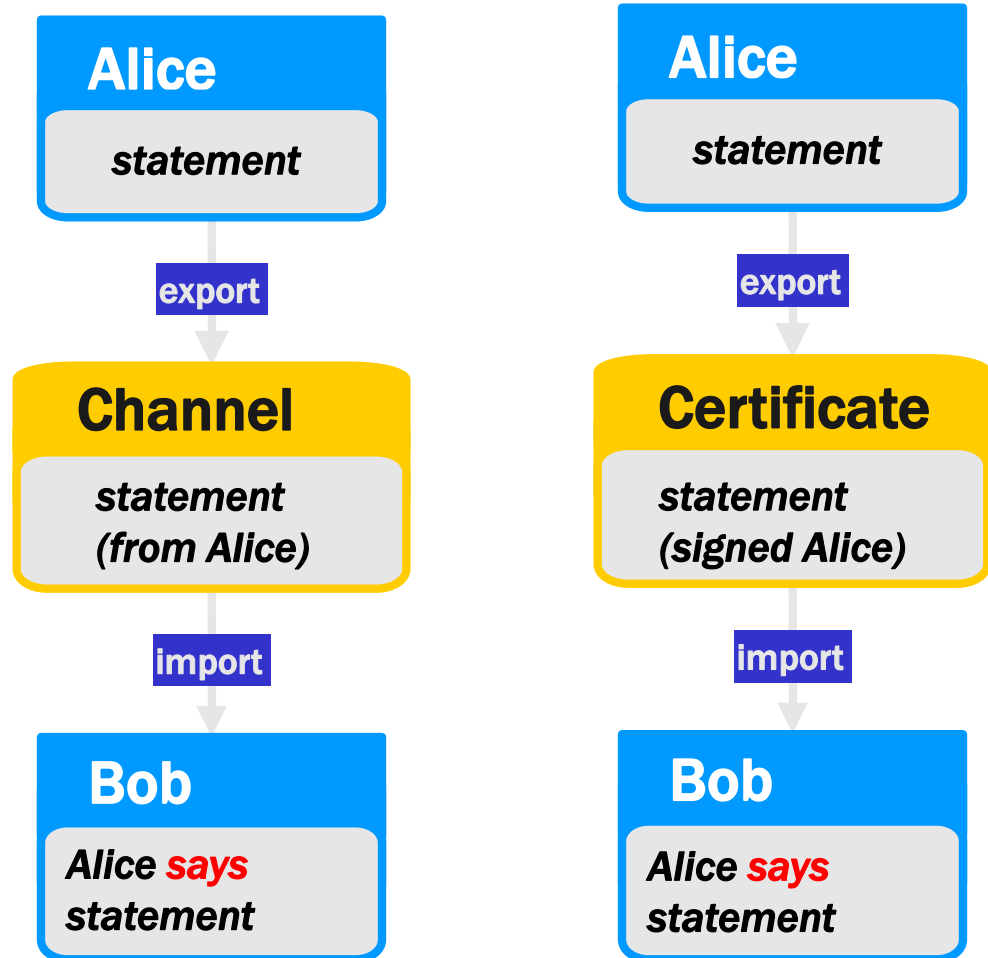 Alice
statement
export
Channel
statement
(from Alice)
import
Bob
Alice says
statement
Alice
statement
export
Certificate
statement
(signed Alice)
import
Bob
Alice says
statement